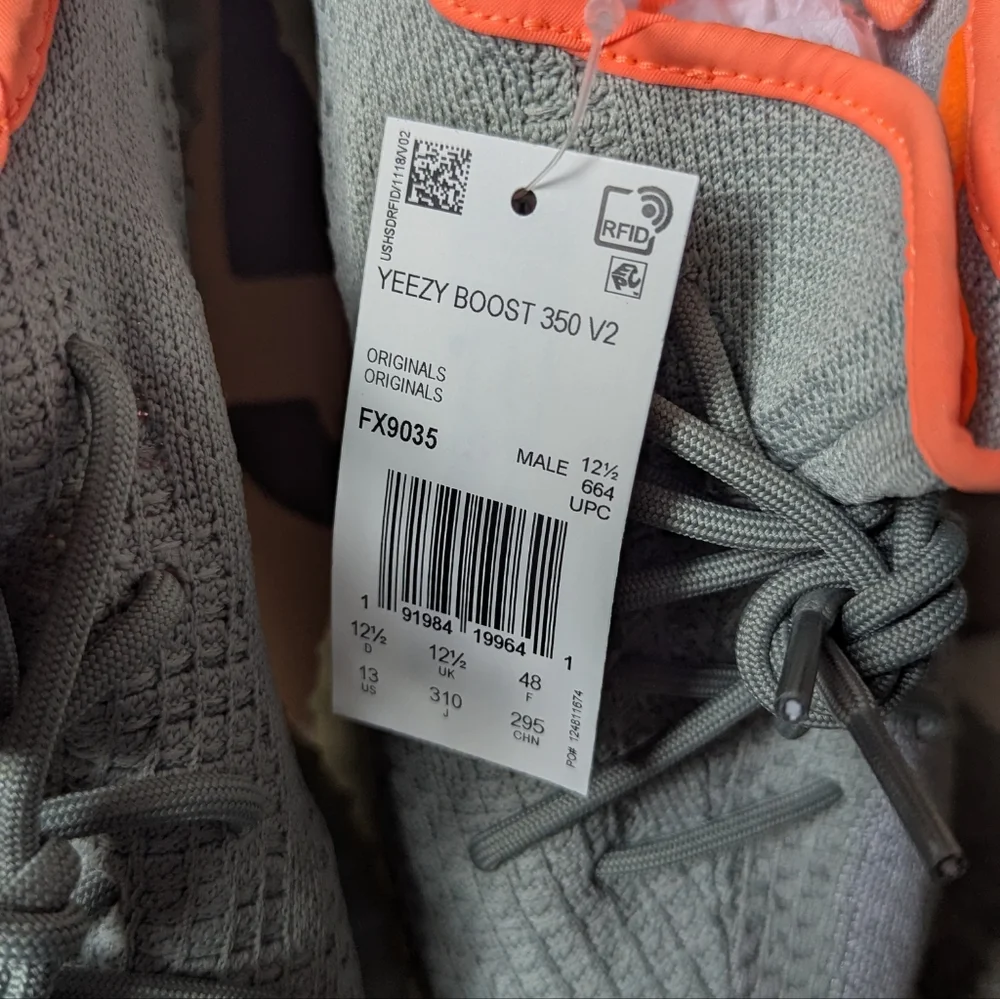 USHSDRFID/1118/V02
RFID
YEEZY BOOST 350 V2
ORIGINALS
ORIGINALS
FX9035
MALE 12½
664
UPC
1 91984 19964 1
12½ 12½ 48
D UK F
13 310 295
US J CHN
PO# 124811674